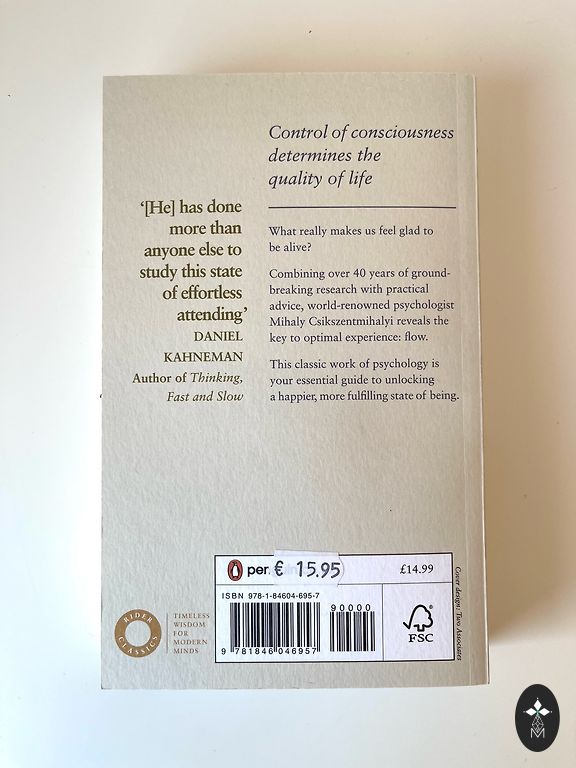 Control of consciousness
determines the
quality of life
‘[He] has done
more than
anyone else to
study this state
of effortless
attending’
DANIEL
KAHNEMAN
Author of Thinking,
Fast and Slow
What really makes us feel glad to
be alive?
Combining over 40 years of ground-
breaking research with practical
advice, world-renowned psychologist
Mihaly Csikszentmihalyi reveals the
key to optimal experience: flow.
This classic work of psychology is
your essential guide to unlocking
a happier, more fulfilling state of being.
€ 15.95
£14.99
ISBN 978-1-84604-695-7
90000
9 781846 046957
FSC
Cover design: Two Associates
RIDER
CLASSICS
TIMELESS
WISDOM
FOR
MODERN
MINDS
M